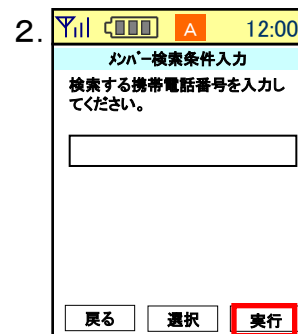 2.
A 12:00
ﾒﾝﾊﾞｰ検索条件入力
検索する携帯電話番号を入力し
てください。
戻る 選択 実行